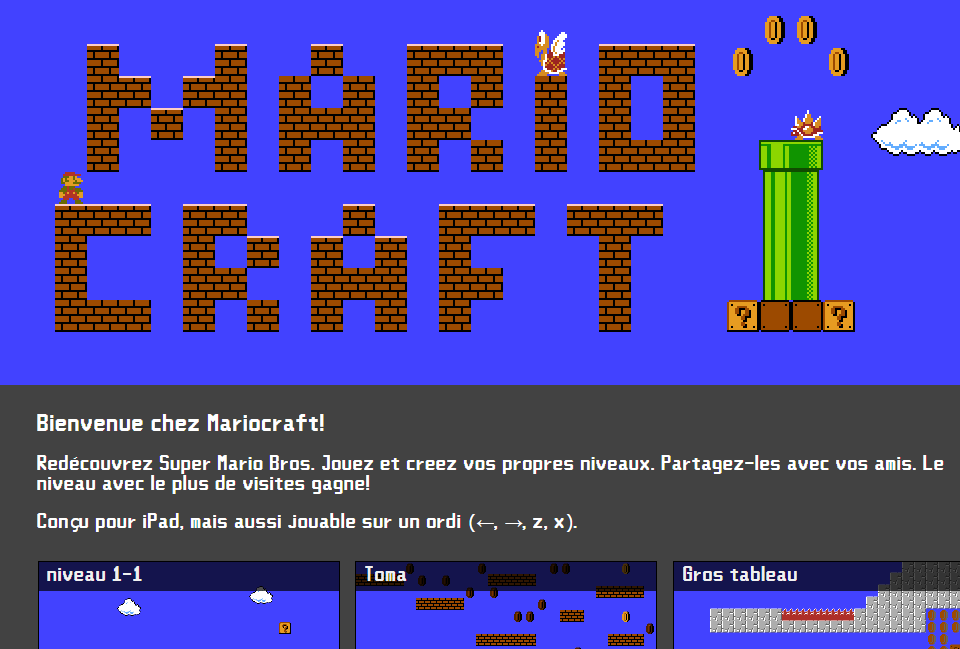 MARIO
CRAFT
? ?
Bienvenue chez Mariocraft!
Redécouvrez Super Mario Bros. Jouez et creez vos propres niveaux. Partagez-les avec vos amis. Le
niveau avec le plus de visites gagne!
Conçu pour iPad, mais aussi jouable sur un ordi (←, →, z, x).
niveau 1-1
Toma
Gros tableau
?